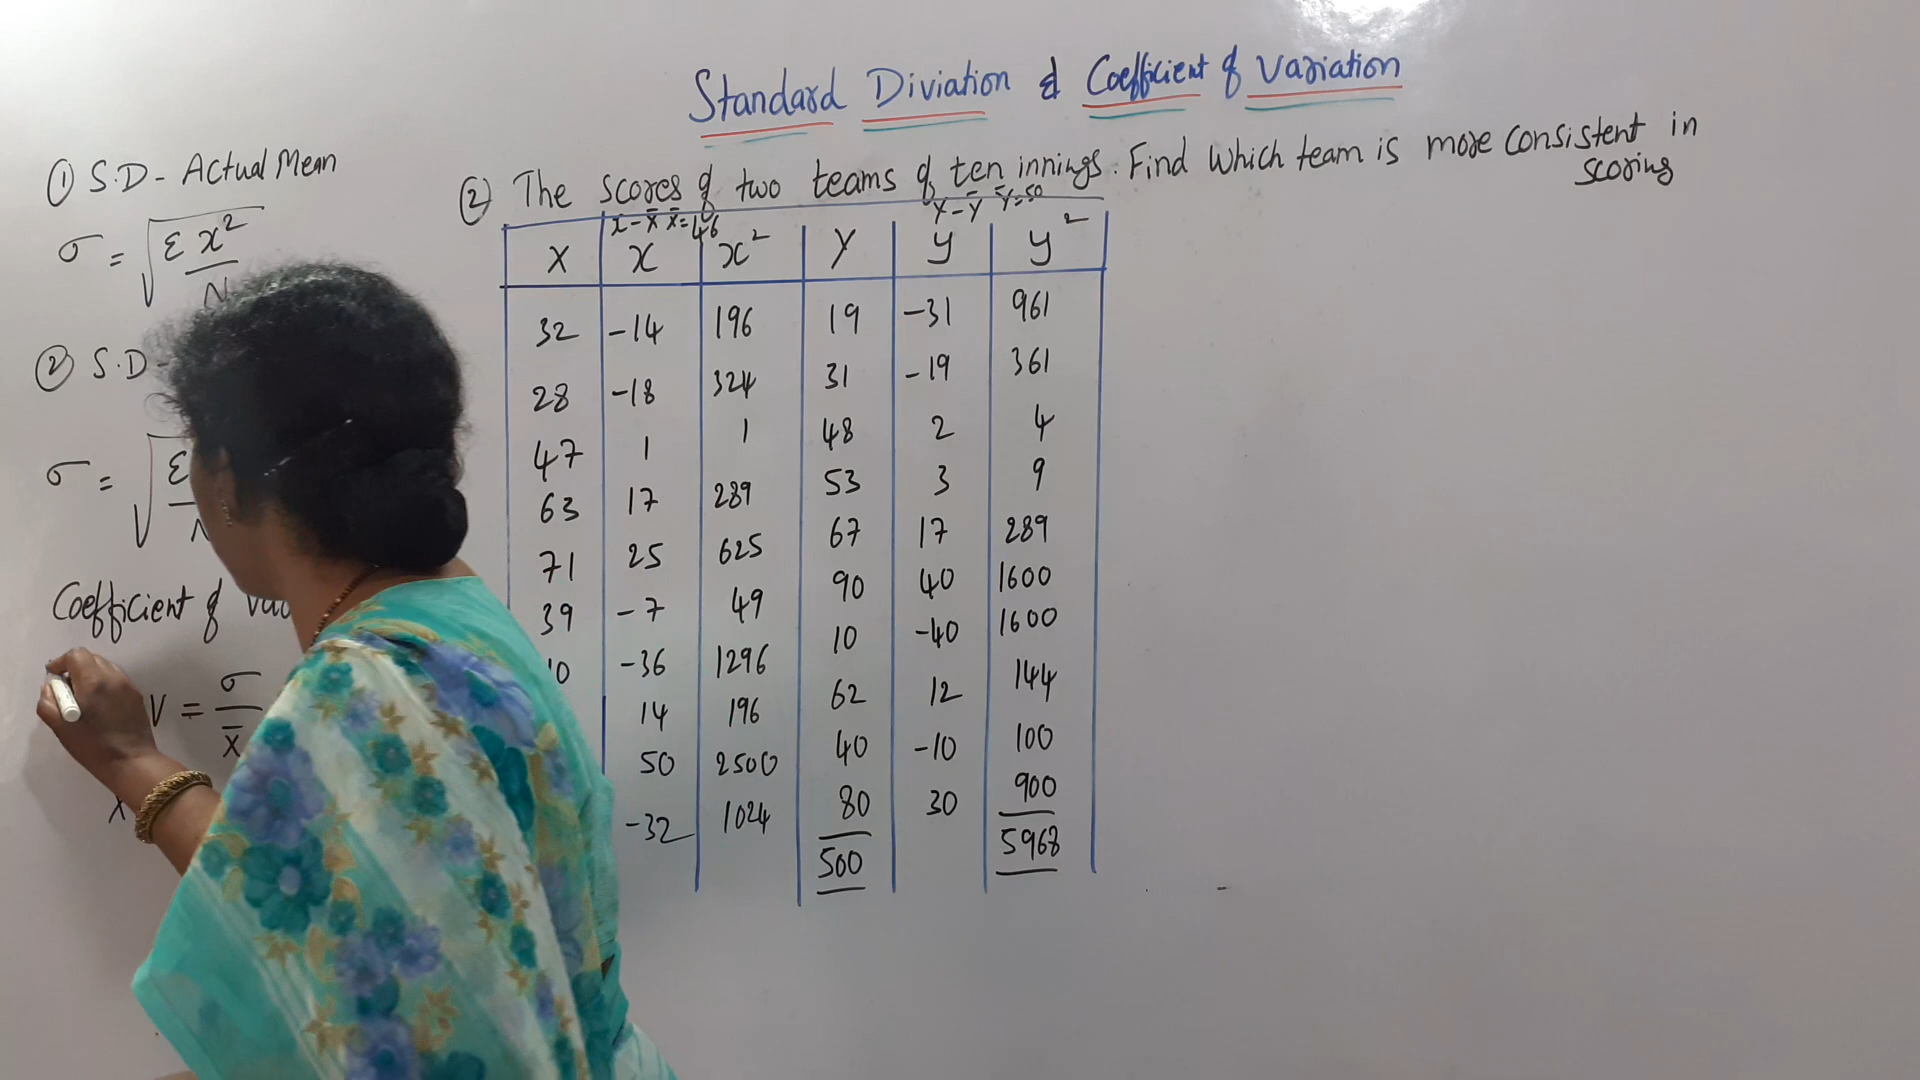 Standard Diviation & Coefficient of Variation
① S.D - Actual Mean
σ = √Σx²/N
② S.D -
σ = √Σ
Coefficient of
V = σ/x̄
② The scores of two teams of ten innings. Find Which team is more consistent in scoring
x - x̄ x̄ = 46 Y - Ȳ Ȳ = 50
X x x² Y y y²
32 -14 196 19 -31 961
28 -18 324 31 -19 361
47 1 1 48 2 4
63 17 289 53 3 9
71 25 625 67 17 289
39 -7 49 90 40 1600
10 -36 1296 10 -40 1600
14 196 62 12 144
50 2500 40 -10 100
-32 1024 80 30 900
500 5968